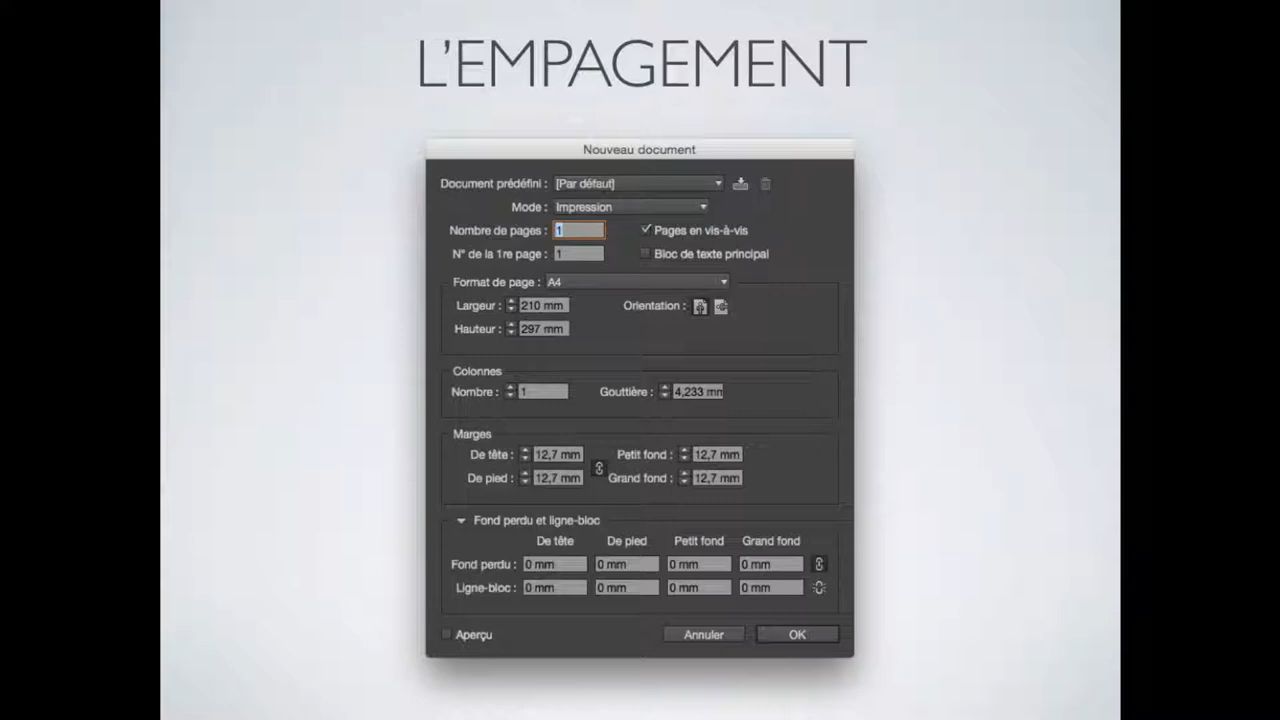 L’EMPAGEMENT
Nouveau document
Document prédéfini : [Par défaut]
Mode : Impression
Nombre de pages : 1 Pages en vis-à-vis
N° de la 1re page : 1 Bloc de texte principal
Format de page : A4
Largeur : 210 mm Orientation :
Hauteur : 297 mm
Colonnes
Nombre : 1 Gouttière : 4,233 mm
Marges
De tête : 12,7 mm Petit fond : 12,7 mm
De pied : 12,7 mm Grand fond : 12,7 mm
Fond perdu et ligne-bloc
De tête De pied Petit fond Grand fond
Fond perdu : 0 mm 0 mm 0 mm 0 mm
Ligne-bloc : 0 mm 0 mm 0 mm 0 mm
Aperçu Annuler OK